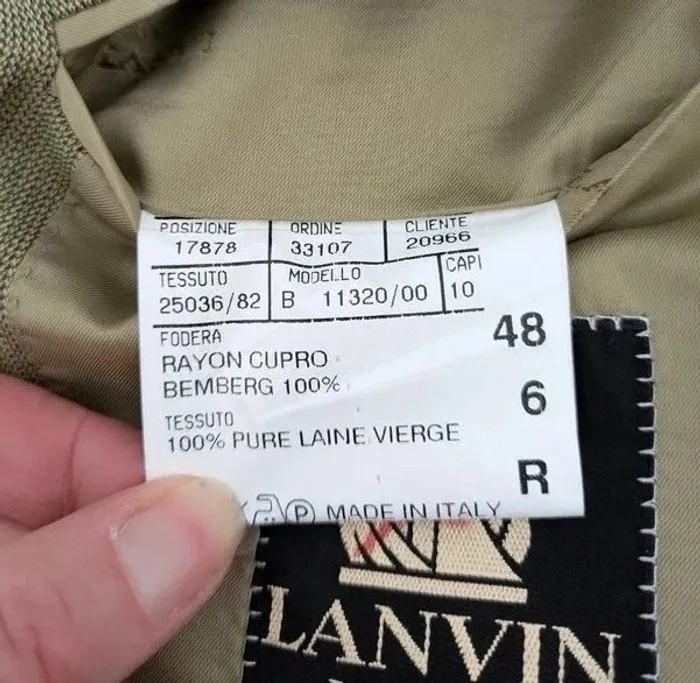 POSIZIONE ORDINE CLIENTE
17878 33107 20966
TESSUTO MODELLO CAPI
25036/82 B 11320/00 10
FODERA
RAYON CUPRO
BEMBERG 100%
48
6
R
TESSUTO
100% PURE LAINE VIERGE
P MADE IN ITALY
LANVIN